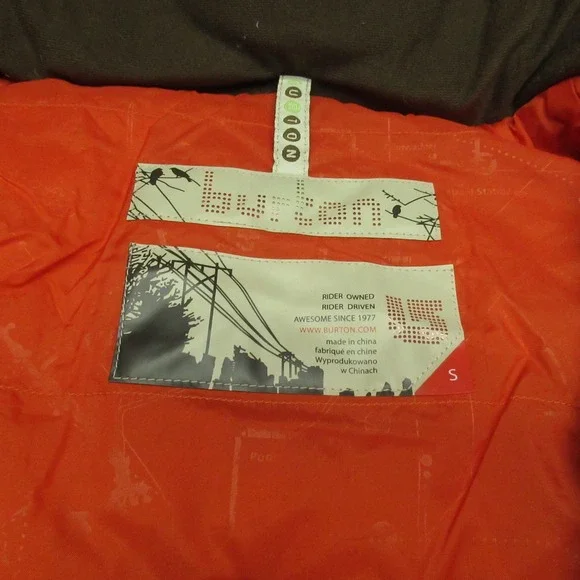 burton
RIDER OWNED
RIDER DRIVEN
AWESOME SINCE 1977
WWW.BURTON.COM
made in china
fabriqué en chine
Wyprodukowano
w Chinach
S